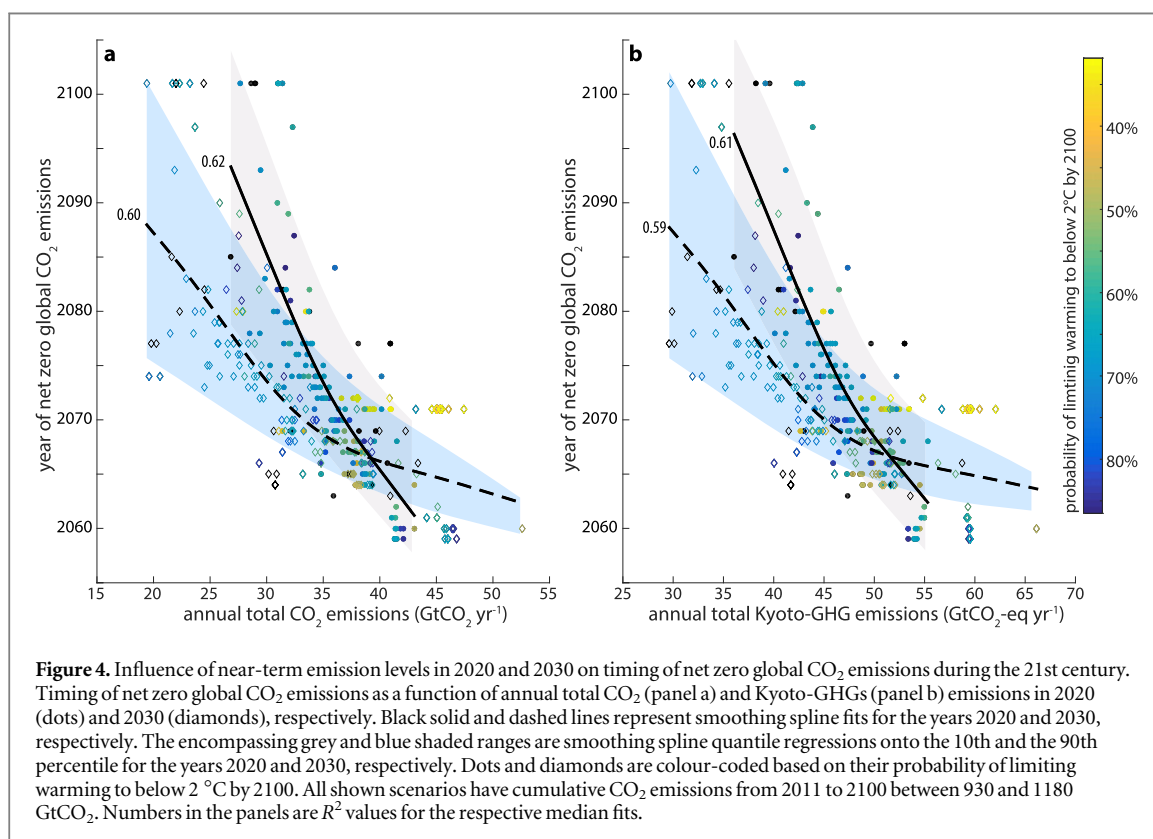 a
b
2100
2090
2080
2070
2060
year of net zero global CO₂ emissions
0.62
0.60
15 20 25 30 35 40 45 50 55
annual total CO₂ emissions (GtCO₂ yr⁻¹)
2100
2090
2080
2070
2060
year of net zero global CO₂ emissions
0.61
0.59
25 30 35 40 45 50 55 60 65 70
annual total Kyoto-GHG emissions (GtCO₂-eq yr⁻¹)
40%
50%
60%
70%
80%
probability of limtinig warming to below 2°C by 2100
Figure 4. Influence of near-term emission levels in 2020 and 2030 on timing of net zero global CO₂ emissions during the 21st century.
Timing of net zero global CO₂ emissions as a function of annual total CO₂ (panel a) and Kyoto-GHGs (panel b) emissions in 2020
(dots) and 2030 (diamonds), respectively. Black solid and dashed lines represent smoothing spline fits for the years 2020 and 2030,
respectively. The encompassing grey and blue shaded ranges are smoothing spline quantile regressions onto the 10th and the 90th
percentile for the years 2020 and 2030, respectively. Dots and diamonds are colour-coded based on their probability of limiting
warming to below 2 °C by 2100. All shown scenarios have cumulative CO₂ emissions from 2011 to 2100 between 930 and 1180
GtCO₂. Numbers in the panels are R² values for the respective median fits.